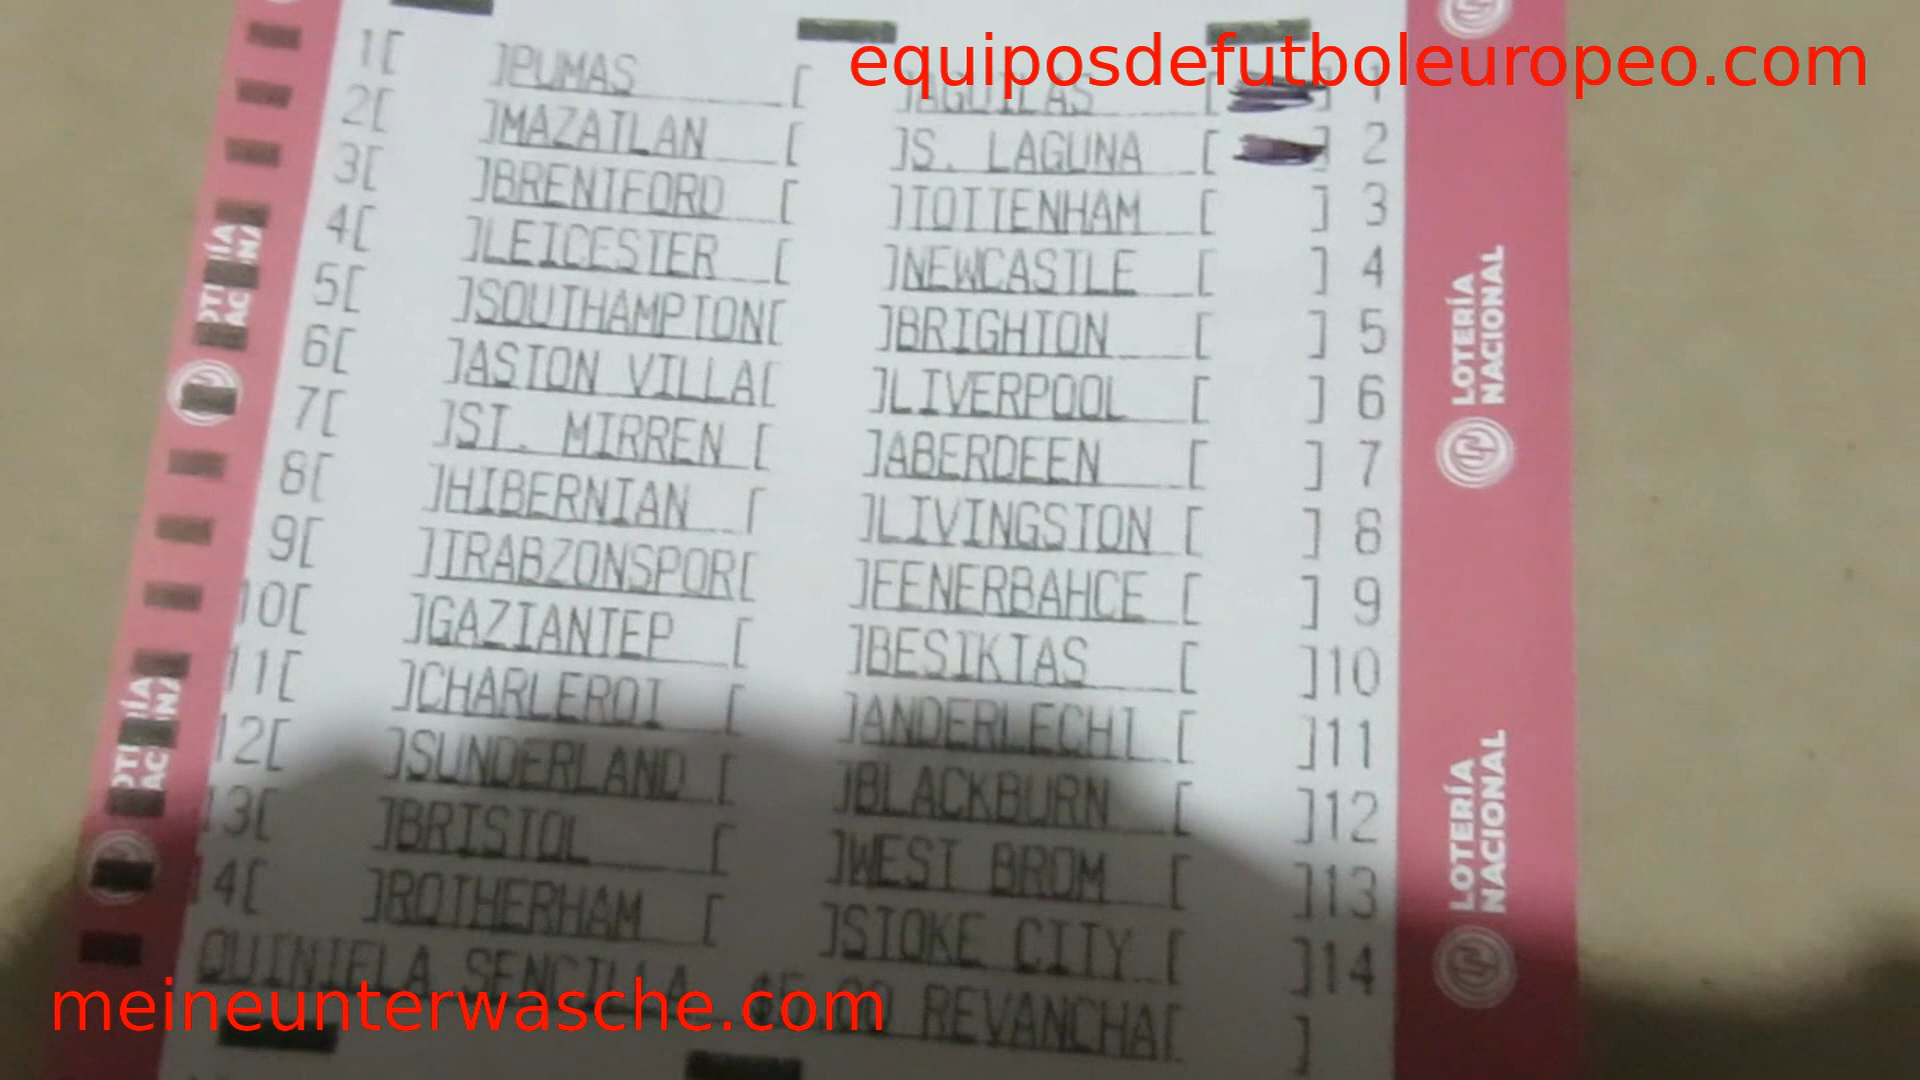 equiposdefutboleuropeo.com
1[ ]PUMAS [ ]AGUILAS [ ] 1
2[ ]MAZATLAN [ ]S. LAGUNA [ ] 2
3[ ]BRENTFORD [ ]TOTTENHAM [ ] 3
4[ ]LEICESTER [ ]NEWCASTLE [ ] 4
5[ ]SOUTHAMPTON[ ]BRIGHTON [ ] 5
6[ ]ASTON VILLA[ ]LIVERPOOL [ ] 6
7[ ]ST. MIRREN [ ]ABERDEEN [ ] 7
8[ ]HIBERNIAN [ ]LIVINGSTON [ ] 8
9[ ]TRABZONSPOR[ ]FENERBAHCE [ ] 9
10[ ]GAZIANTEP [ ]BESIKTAS [ ]10
11[ ]CHARLEROI [ ]ANDERLECHT [ ]11
12[ ]SUNDERLAND [ ]BLACKBURN [ ]12
13[ ]BRISTOL [ ]WEST BROM [ ]13
14[ ]ROTHERHAM [ ]STOKE CITY [ ]14
QUINIELA SENCILLA REVANCHA[ ]
meineunterwasche.com
LOTERÍA
NACIONAL
LOTERÍA
NACIONAL